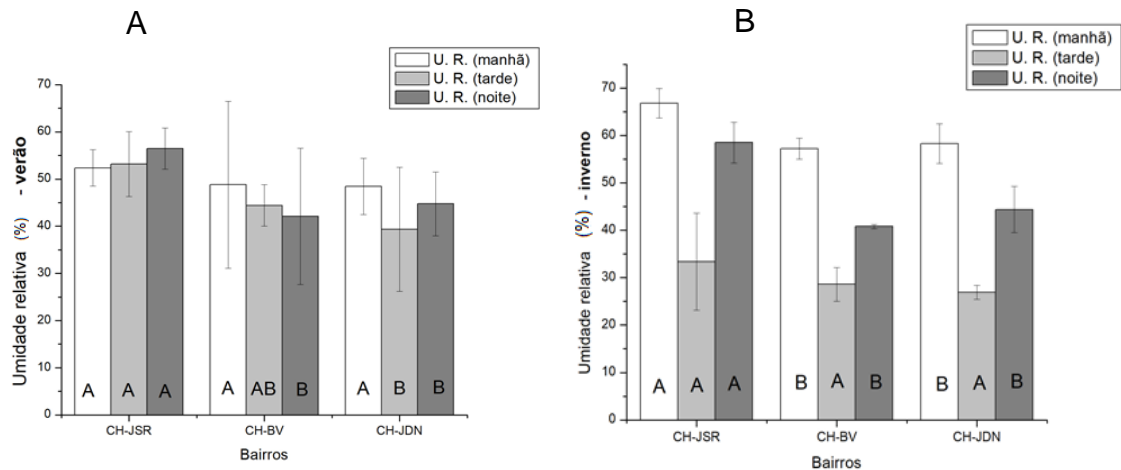 A
U. R. (manhã)
U. R. (tarde)
U. R. (noite)
Umidade relativa (%) - verão
70
60
50
40
30
20
10
0
A A A A AB B A B B
CH-JSR CH-BV CH-JDN
Bairros
B
U. R. (manhã)
U. R. (tarde)
U. R. (noite)
Umidade relativa (%) - inverno
70
60
50
40
30
20
10
0
A A A B A B B A B
CH-JSR CH-BV CH-JDN
Bairros